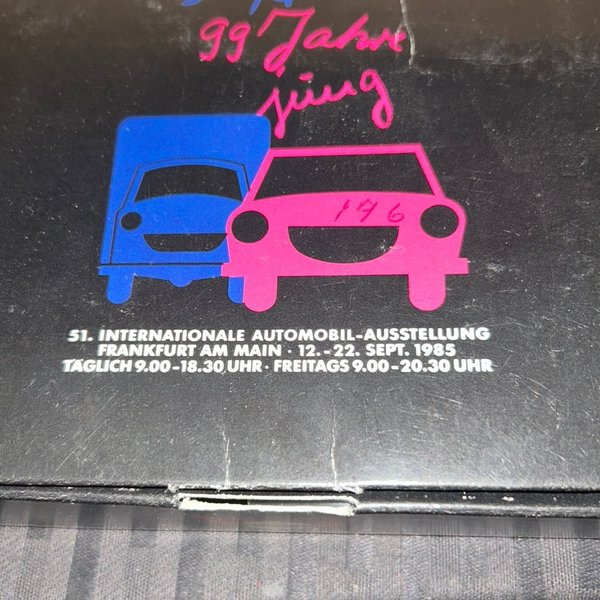 99 Jahre
jung
146
51. INTERNATIONALE AUTOMOBIL-AUSSTELLUNG
FRANKFURT AM MAIN · 12.-22. SEPT. 1985
TÄGLICH 9.00-18.30 UHR · FREITAGS 9.00-20.30 UHR